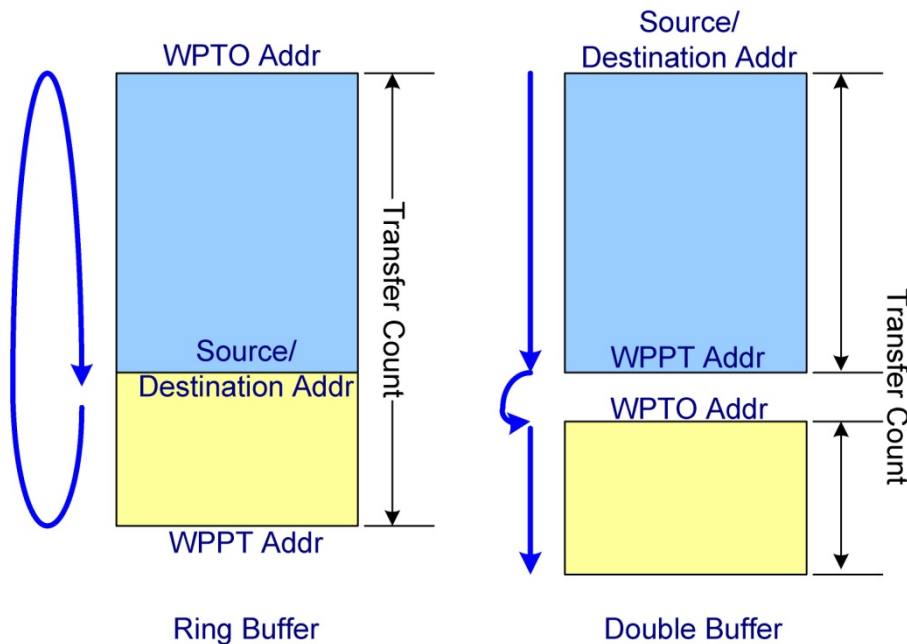 WPTO Addr
Transfer Count
Source/
Destination Addr
WPPT Addr
Ring Buffer
Source/
Destination Addr
WPPT Addr
WPTO Addr
Transfer Count
Double Buffer